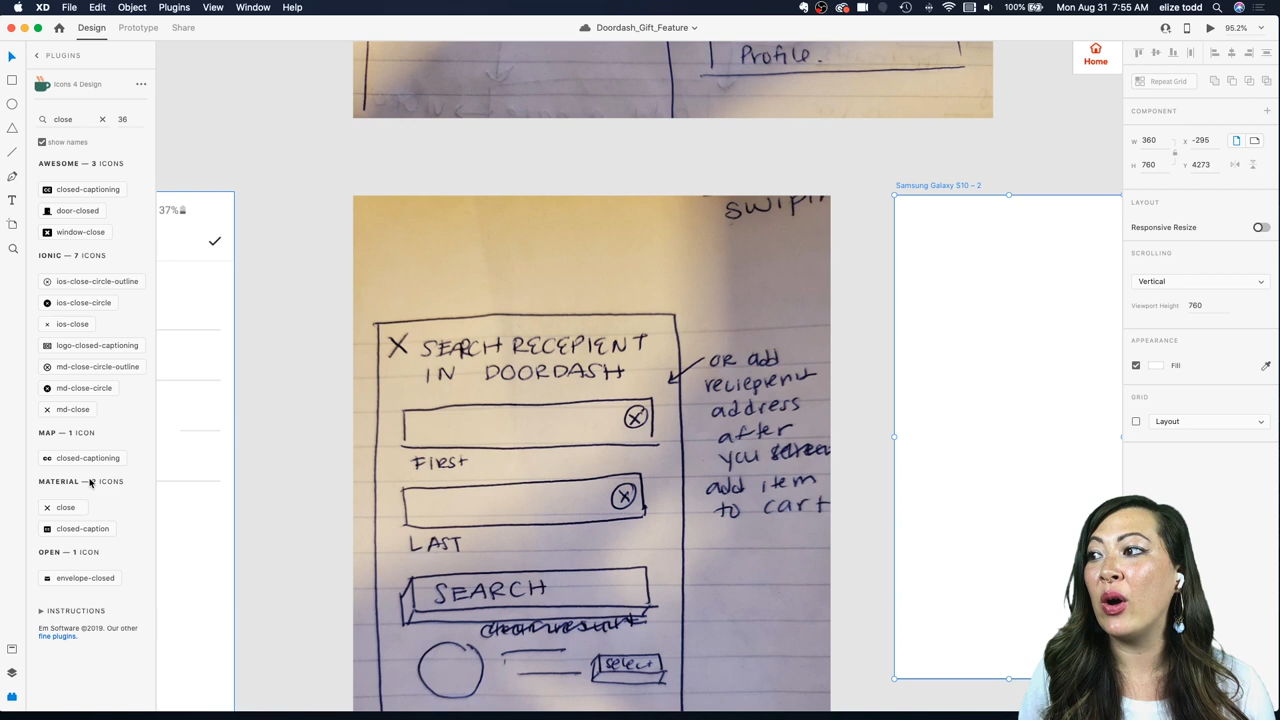 XD File Edit Object Plugins View Window Help
100% Mon Aug 31 7:55 AM elize todd
Design Prototype Share
Doordash_Gift_Feature
95.2%
PLUGINS
Icons 4 Design
close 36
show names
AWESOME — 3 ICONS
closed-captioning
door-closed
window-close
IONIC — 7 ICONS
ios-close-circle-outline
ios-close-circle
ios-close
logo-closed-captioning
md-close-circle-outline
md-close-circle
md-close
MAP — 1 ICON
closed-captioning
MATERIAL — ICONS
close
closed-caption
OPEN — 1 ICON
envelope-closed
INSTRUCTIONS
Em Software ©2019. Our other
fine plugins.
37%
Profile.
swipin
X SEARCH RECEPIENT
IN DOORDASH
FIRST
LAST
SEARCH
select
or add
reciepient
address
after
you
add item
to cart
Samsung Galaxy S10 – 2
Home
Repeat Grid
COMPONENT
W 360 X -295
H 760 Y 4273
LAYOUT
Responsive Resize
SCROLLING
Vertical
Viewport Height 760
APPEARANCE
Fill
GRID
Layout